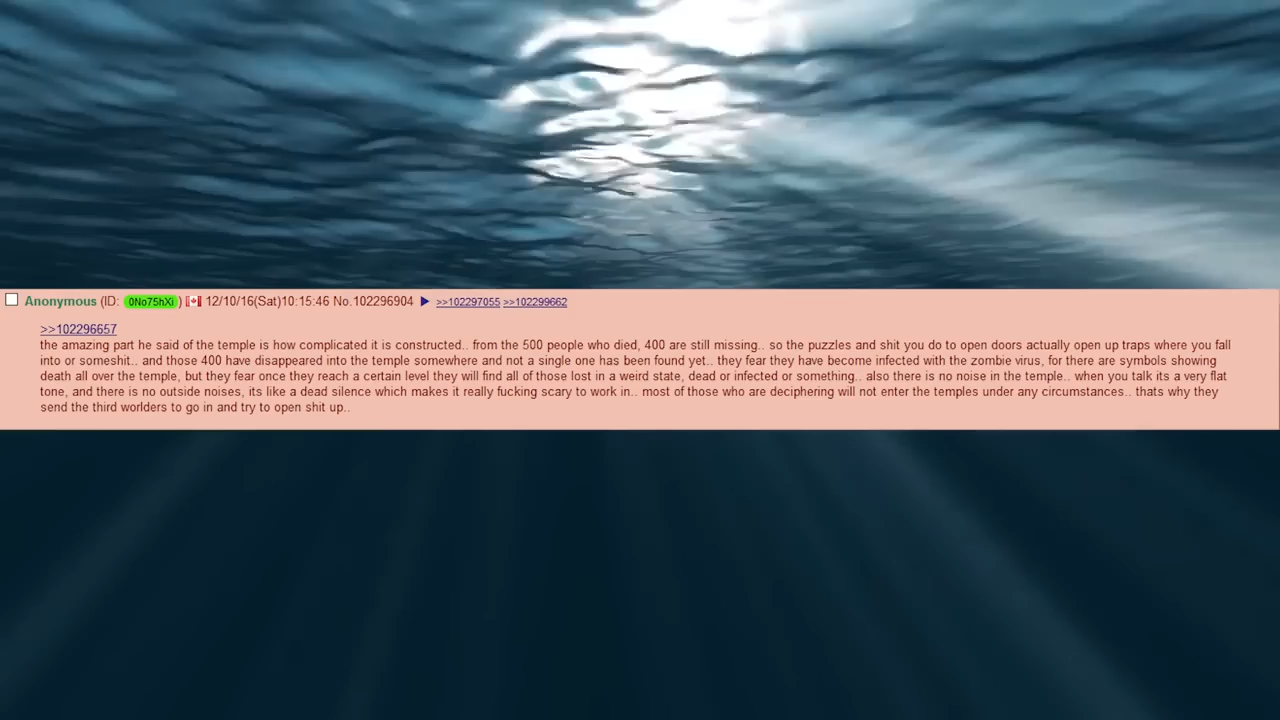 Anonymous (ID: 0No75hXi) 12/10/16(Sat)10:15:46 No.102296904 ▶ >>102297055 >>102299662
>>102296657
the amazing part he said of the temple is how complicated it is constructed.. from the 500 people who died, 400 are still missing.. so the puzzles and shit you do to open doors actually open up traps where you fall
into or someshit.. and those 400 have disappeared into the temple somewhere and not a single one has been found yet.. they fear they have become infected with the zombie virus, for there are symbols showing
death all over the temple, but they fear once they reach a certain level they will find all of those lost in a weird state, dead or infected or something.. also there is no noise in the temple.. when you talk its a very flat
tone, and there is no outside noises, its like a dead silence which makes it really fucking scary to work in.. most of those who are deciphering will not enter the temples under any circumstances.. thats why they
send the third worlders to go in and try to open shit up..